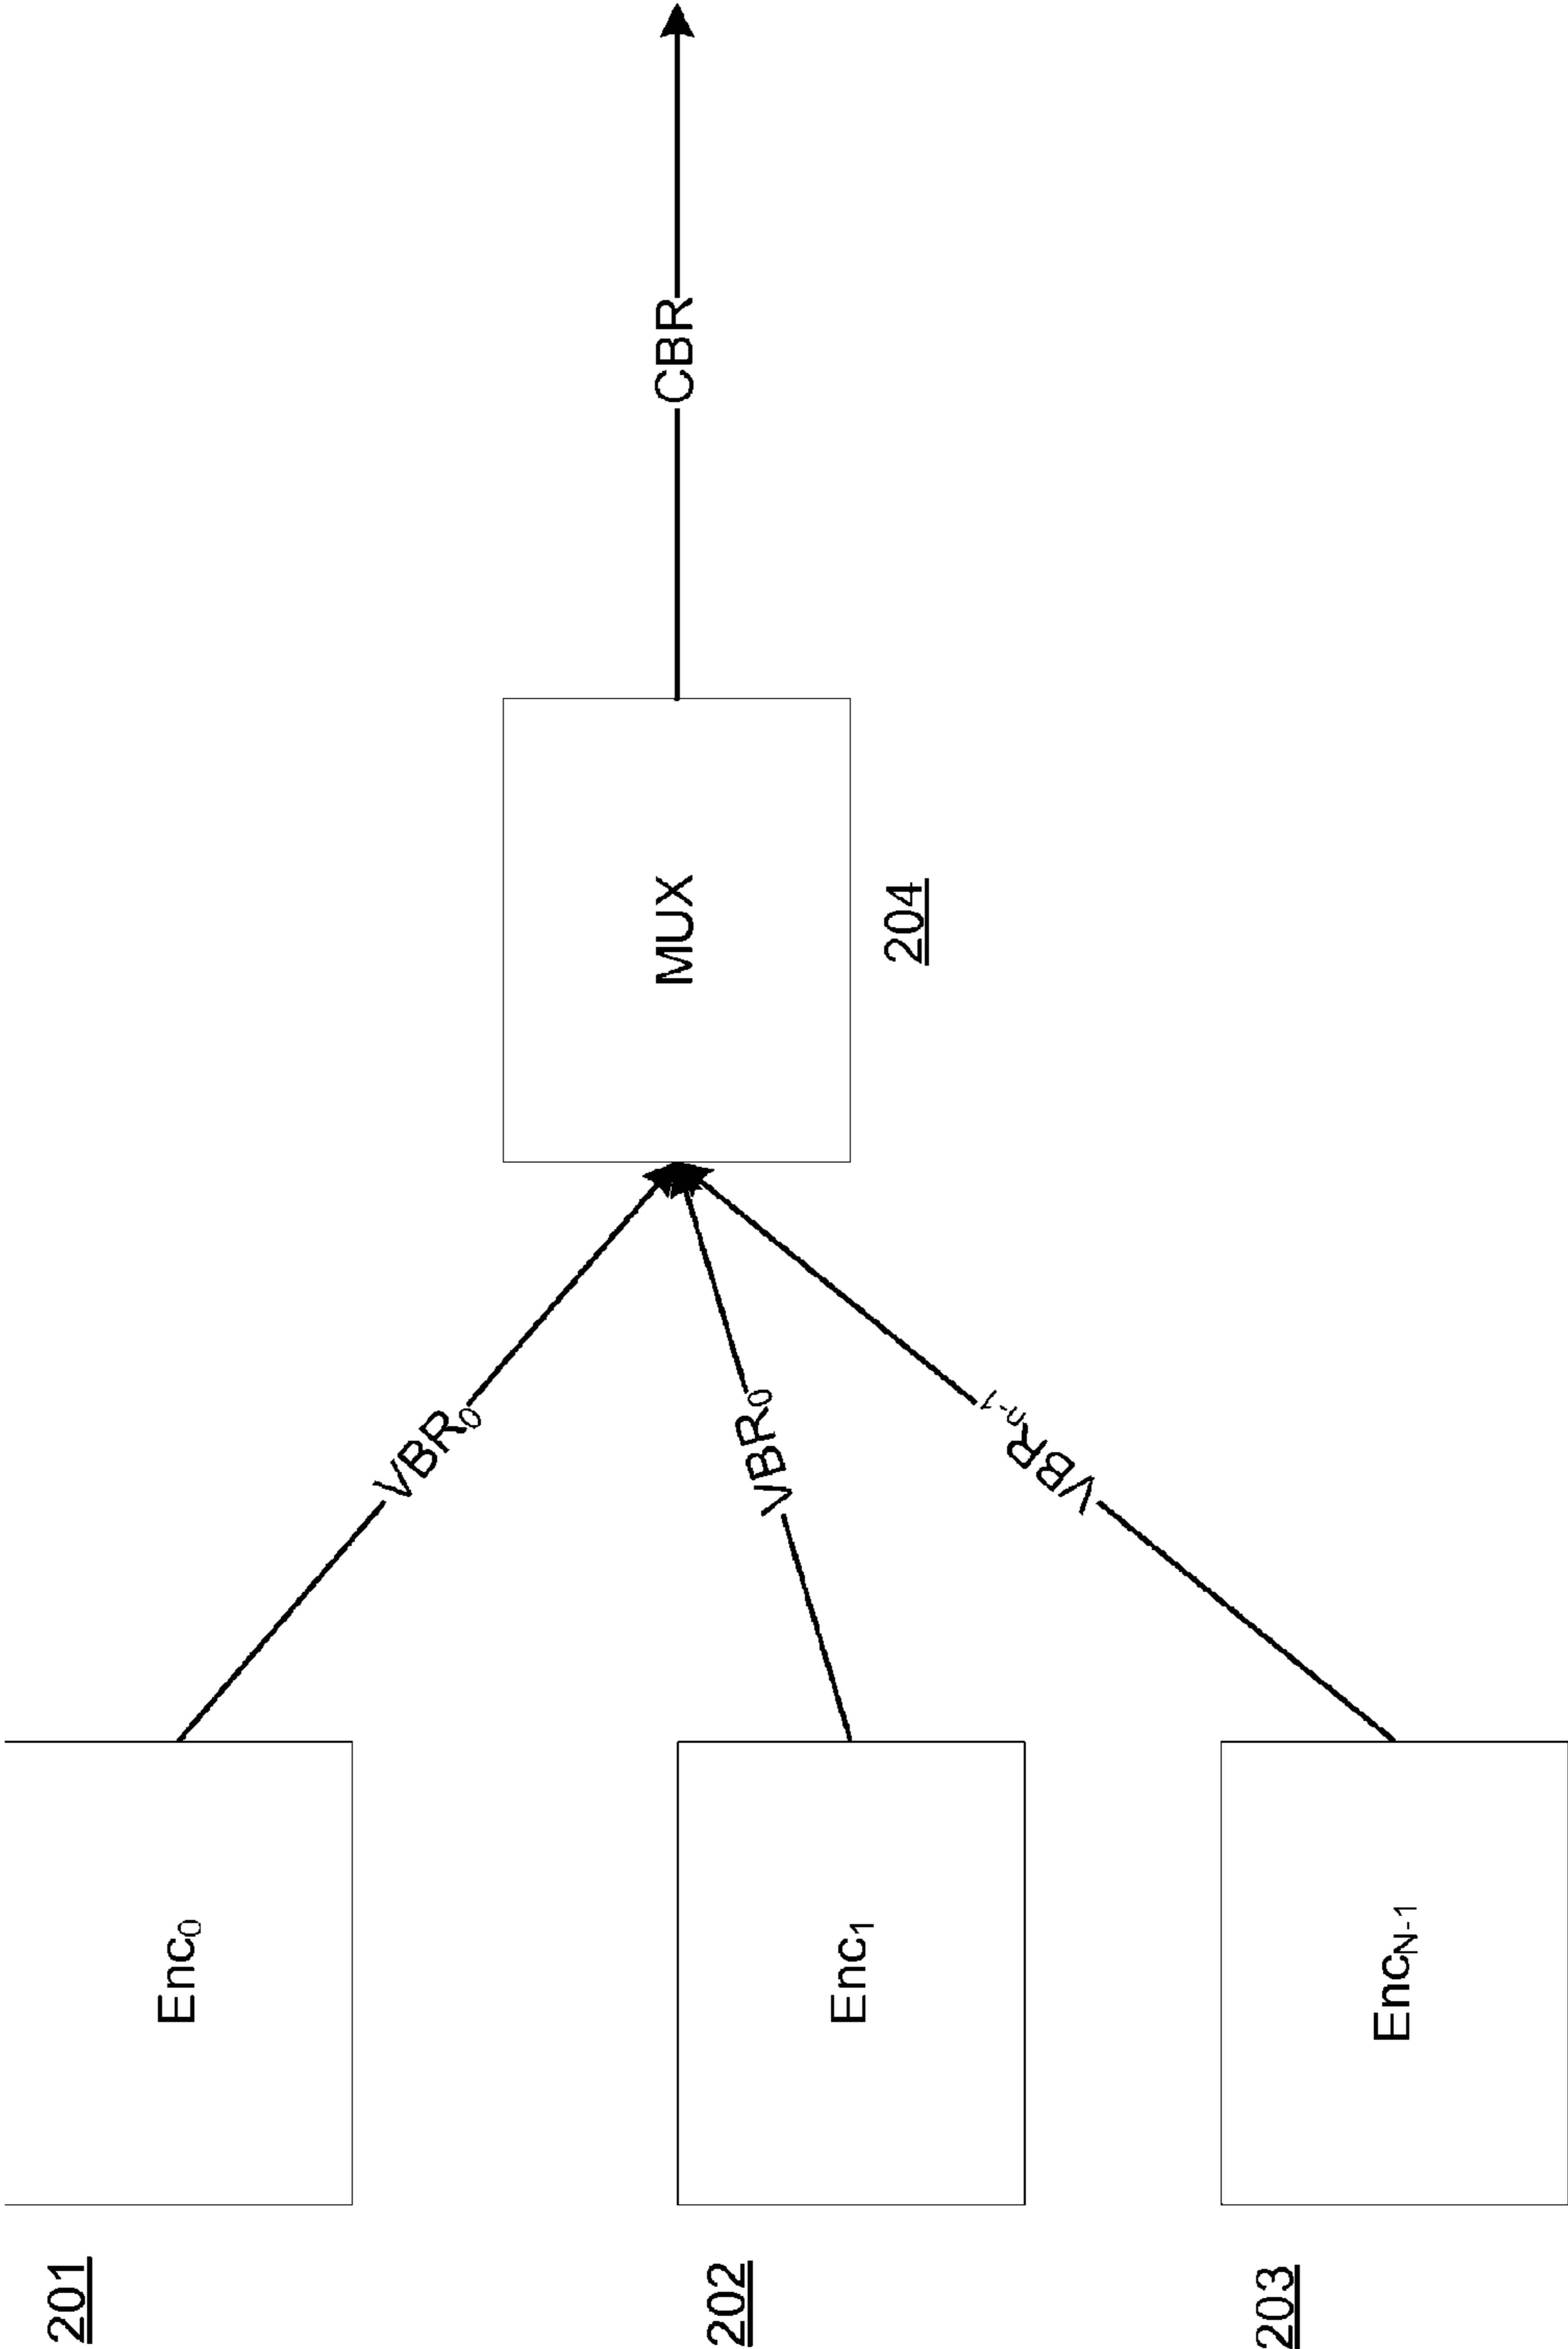 201
Enc0
VBR0
202
Enc1
VBR0
203
EncN-1
VBRn-1
MUX
204
CBR